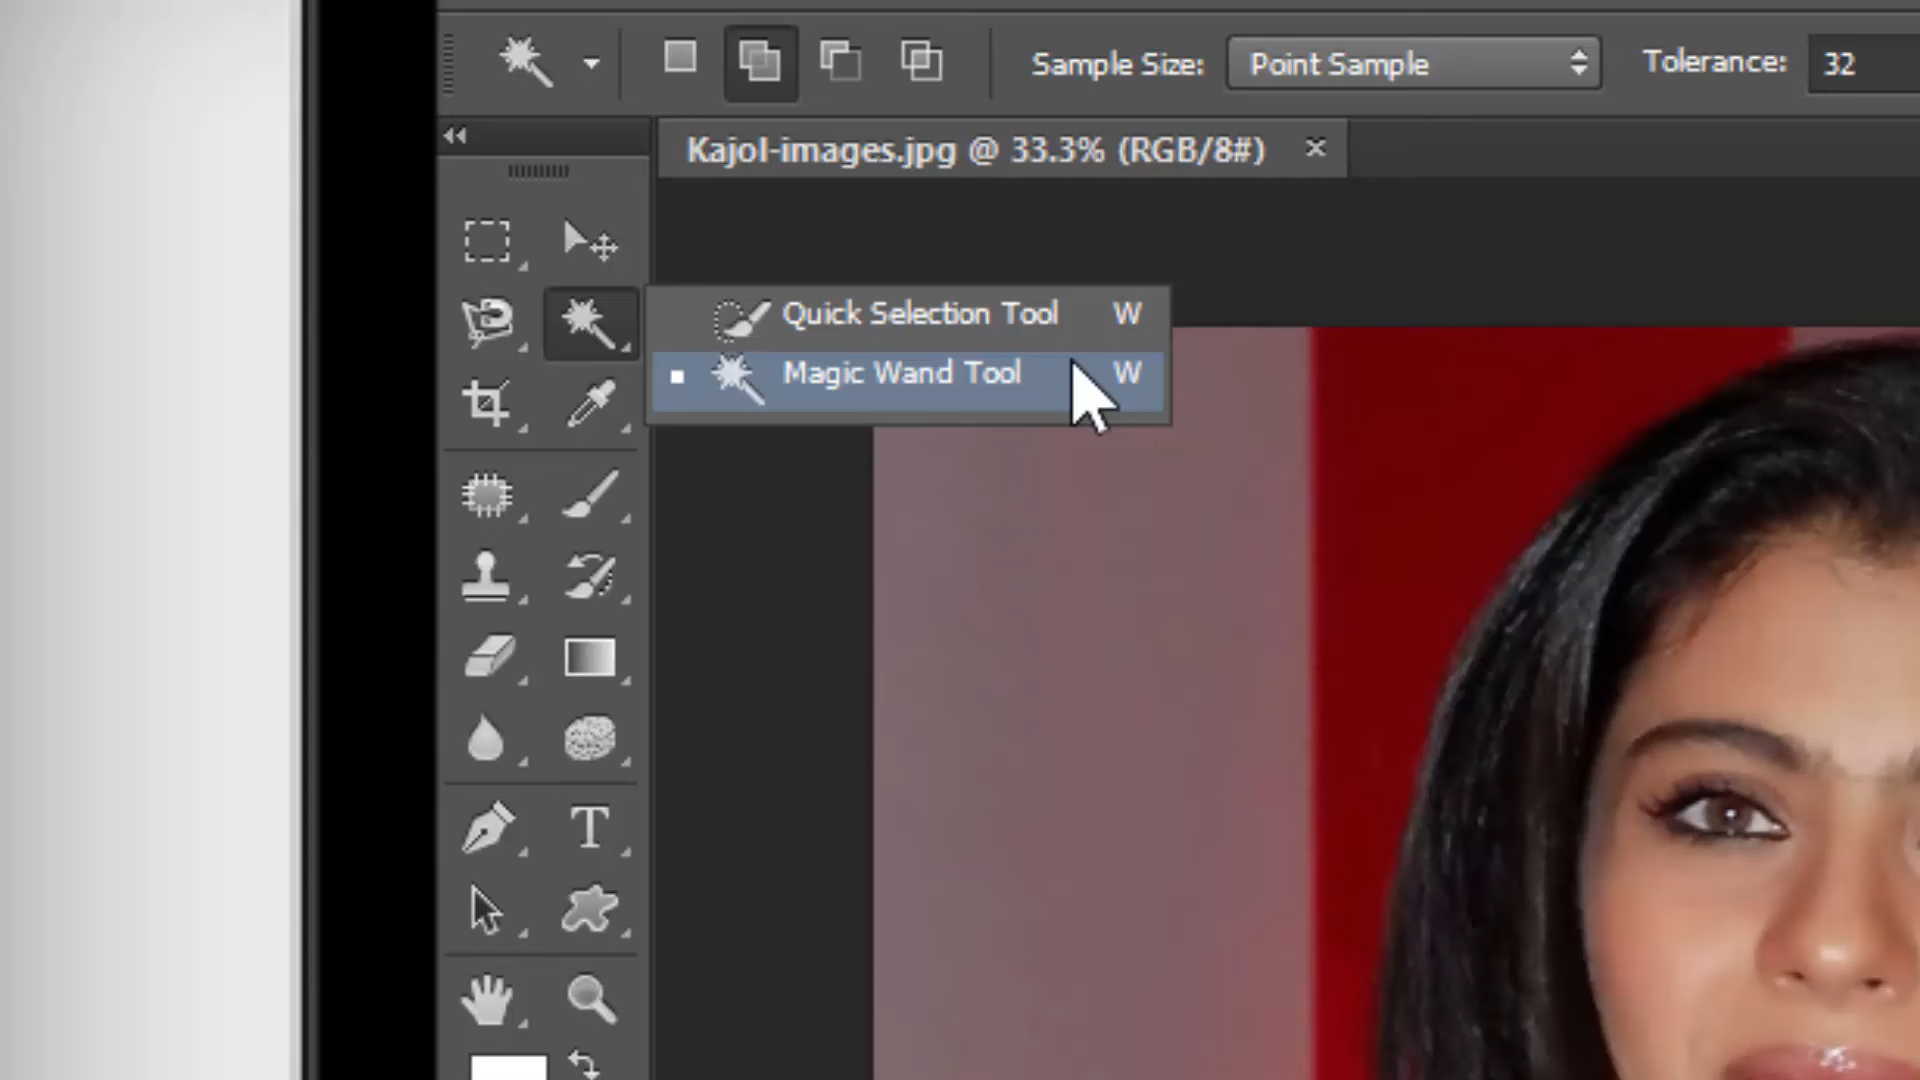 Sample Size: Point Sample Tolerance: 32
Kajol-images.jpg @ 33.3% (RGB/8#) ×
Quick Selection Tool W
Magic Wand Tool W
T